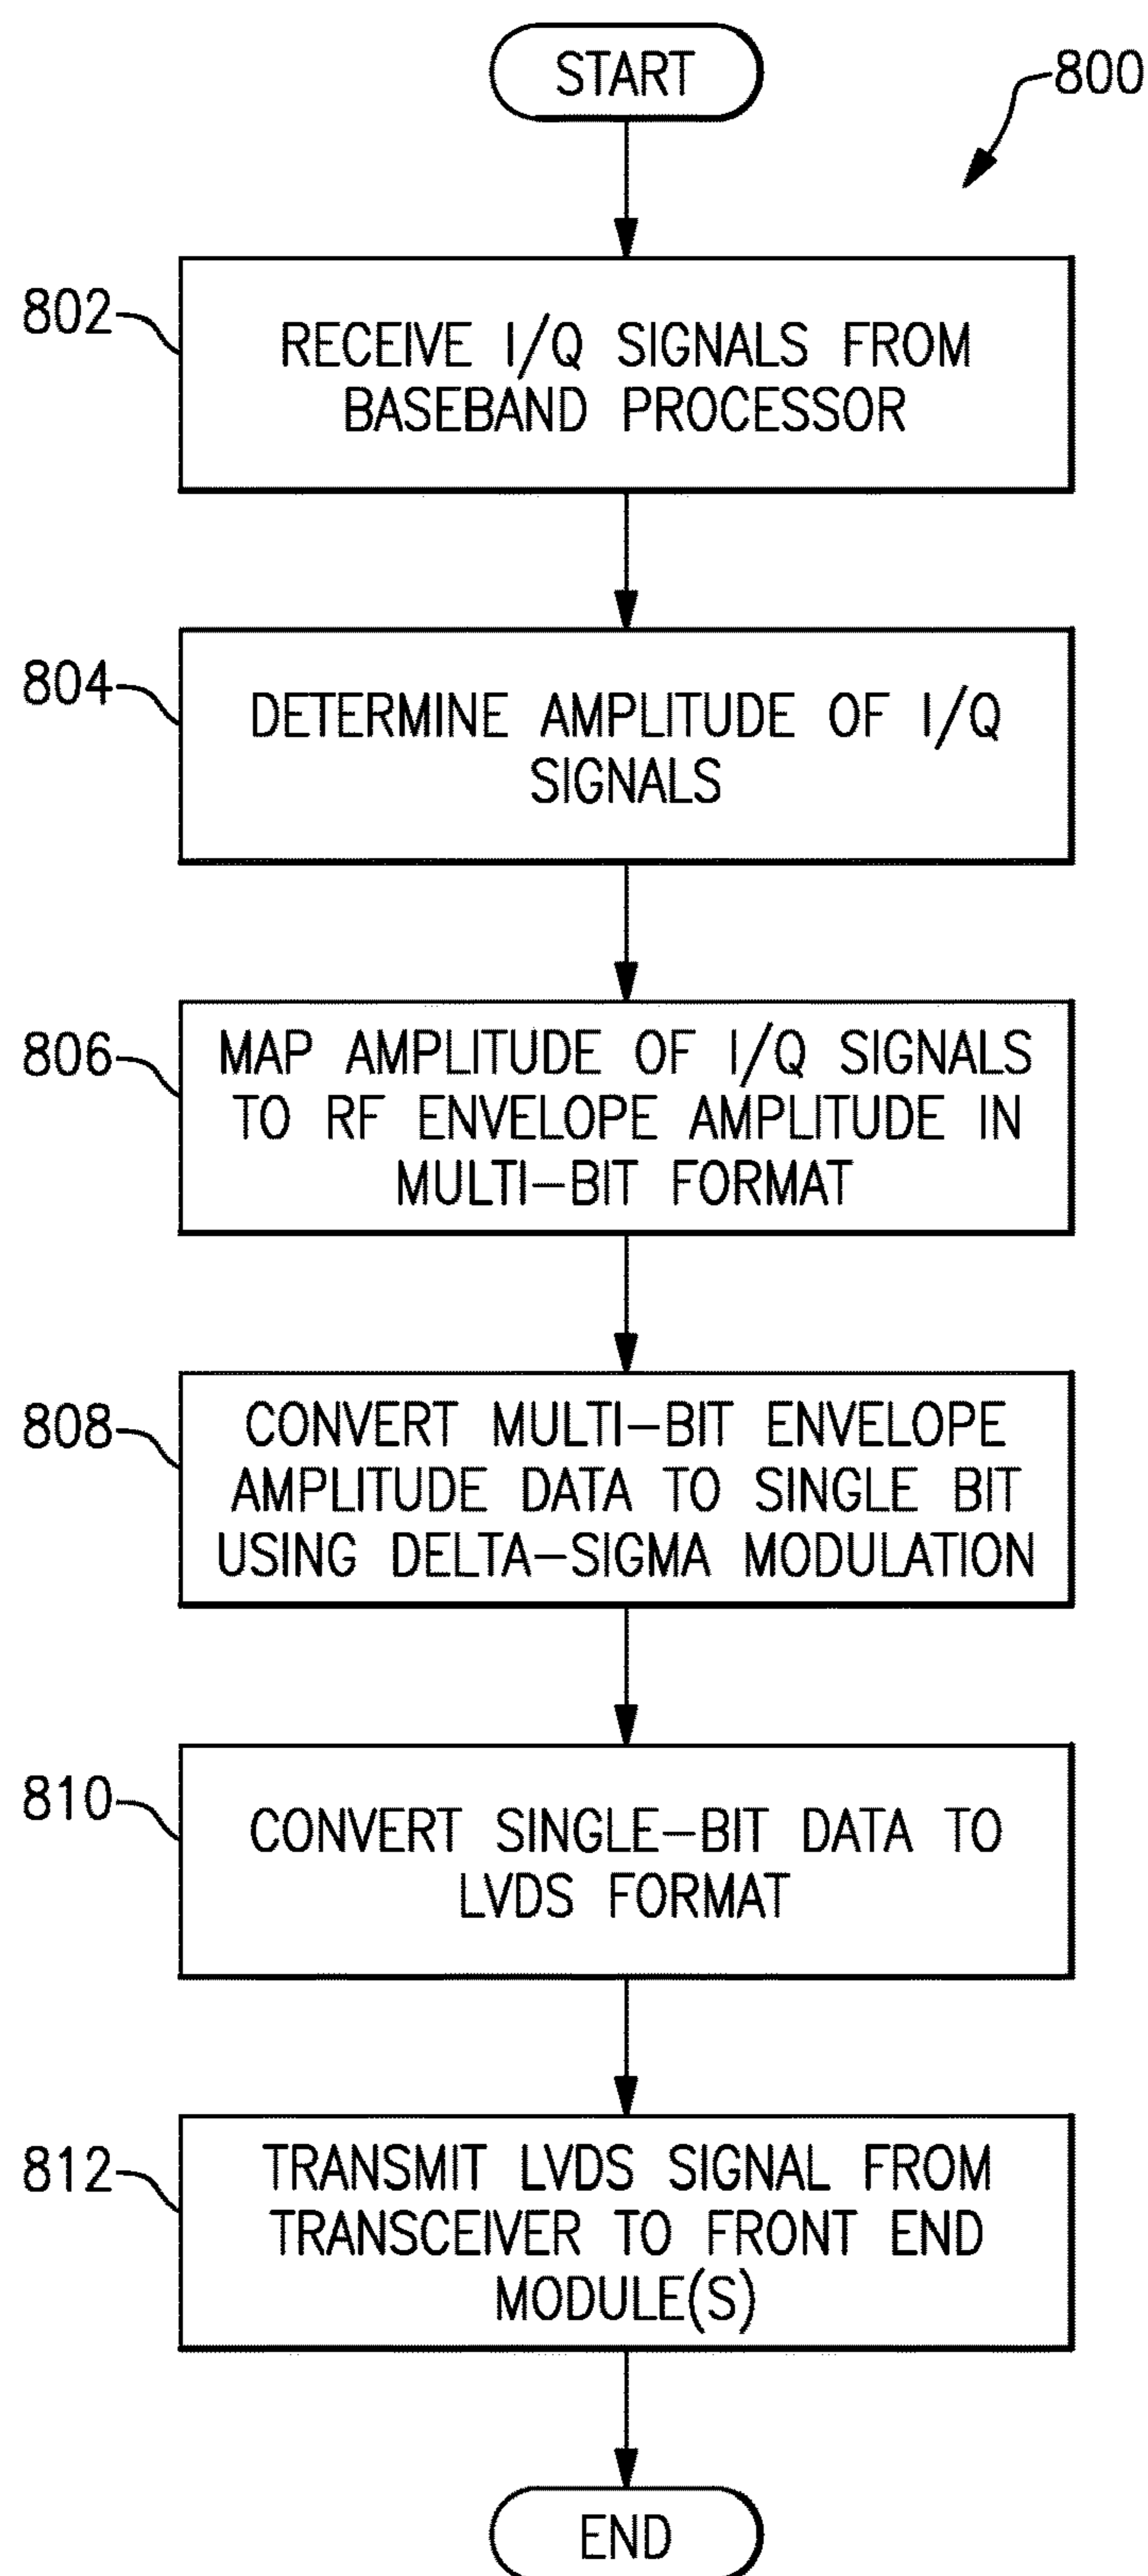 START
800
802
RECEIVE I/Q SIGNALS FROM
BASEBAND PROCESSOR
804
DETERMINE AMPLITUDE OF I/Q
SIGNALS
806
MAP AMPLITUDE OF I/Q SIGNALS
TO RF ENVELOPE AMPLITUDE IN
MULTI-BIT FORMAT
808
CONVERT MULTI-BIT ENVELOPE
AMPLITUDE DATA TO SINGLE BIT
USING DELTA-SIGMA MODULATION
810
CONVERT SINGLE-BIT DATA TO
LVDS FORMAT
812
TRANSMIT LVDS SIGNAL FROM
TRANSCEIVER TO FRONT END
MODULE(S)
END